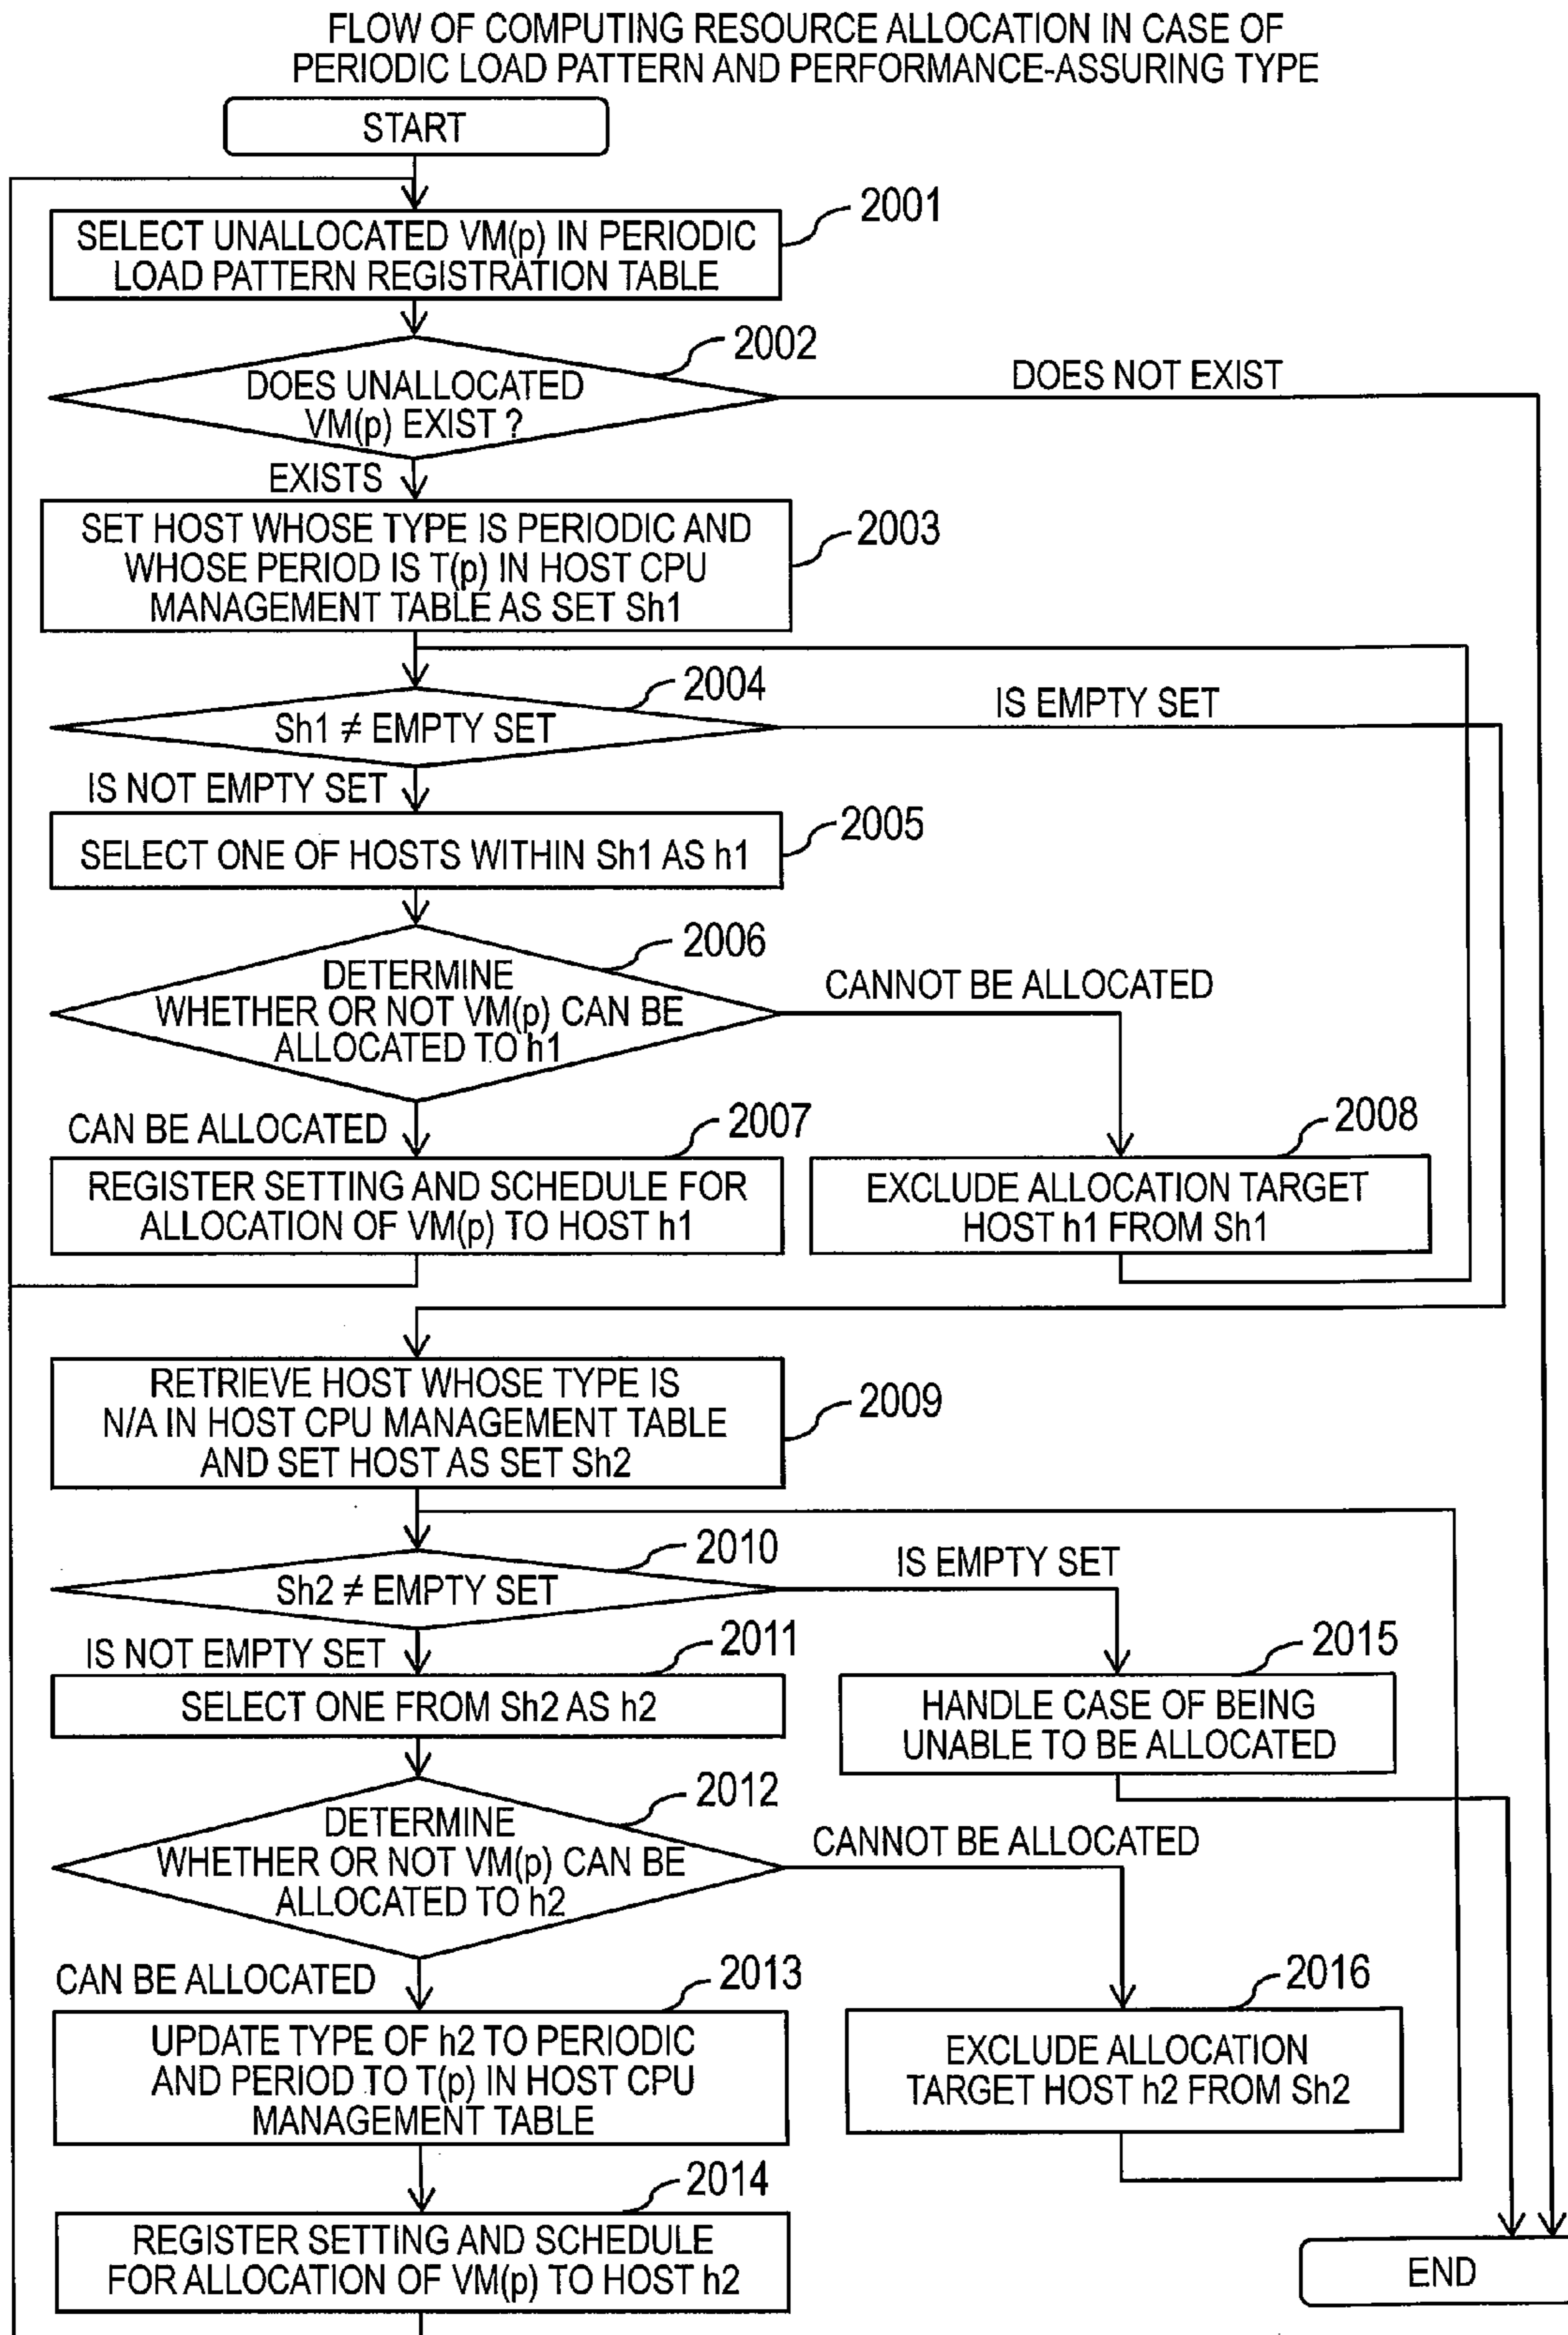 FLOW OF COMPUTING RESOURCE ALLOCATION IN CASE OF
PERIODIC LOAD PATTERN AND PERFORMANCE-ASSURING TYPE
START
2001
SELECT UNALLOCATED VM(p) IN PERIODIC
LOAD PATTERN REGISTRATION TABLE
2002
DOES UNALLOCATED
VM(p) EXIST ?
DOES NOT EXIST
EXISTS
2003
SET HOST WHOSE TYPE IS PERIODIC AND
WHOSE PERIOD IS T(p) IN HOST CPU
MANAGEMENT TABLE AS SET Sh1
2004
Sh1 ≠ EMPTY SET
IS EMPTY SET
IS NOT EMPTY SET
2005
SELECT ONE OF HOSTS WITHIN Sh1 AS h1
2006
DETERMINE
WHETHER OR NOT VM(p) CAN BE
ALLOCATED TO h1
CANNOT BE ALLOCATED
CAN BE ALLOCATED
2007
REGISTER SETTING AND SCHEDULE FOR
ALLOCATION OF VM(p) TO HOST h1
2008
EXCLUDE ALLOCATION TARGET
HOST h1 FROM Sh1
2009
RETRIEVE HOST WHOSE TYPE IS
N/A IN HOST CPU MANAGEMENT TABLE
AND SET HOST AS SET Sh2
2010
Sh2 ≠ EMPTY SET
IS EMPTY SET
IS NOT EMPTY SET
2011
SELECT ONE FROM Sh2 AS h2
2015
HANDLE CASE OF BEING
UNABLE TO BE ALLOCATED
2012
DETERMINE
WHETHER OR NOT VM(p) CAN BE
ALLOCATED TO h2
CANNOT BE ALLOCATED
CAN BE ALLOCATED
2013
UPDATE TYPE OF h2 TO PERIODIC
AND PERIOD TO T(p) IN HOST CPU
MANAGEMENT TABLE
2016
EXCLUDE ALLOCATION
TARGET HOST h2 FROM Sh2
2014
REGISTER SETTING AND SCHEDULE
FOR ALLOCATION OF VM(p) TO HOST h2
END